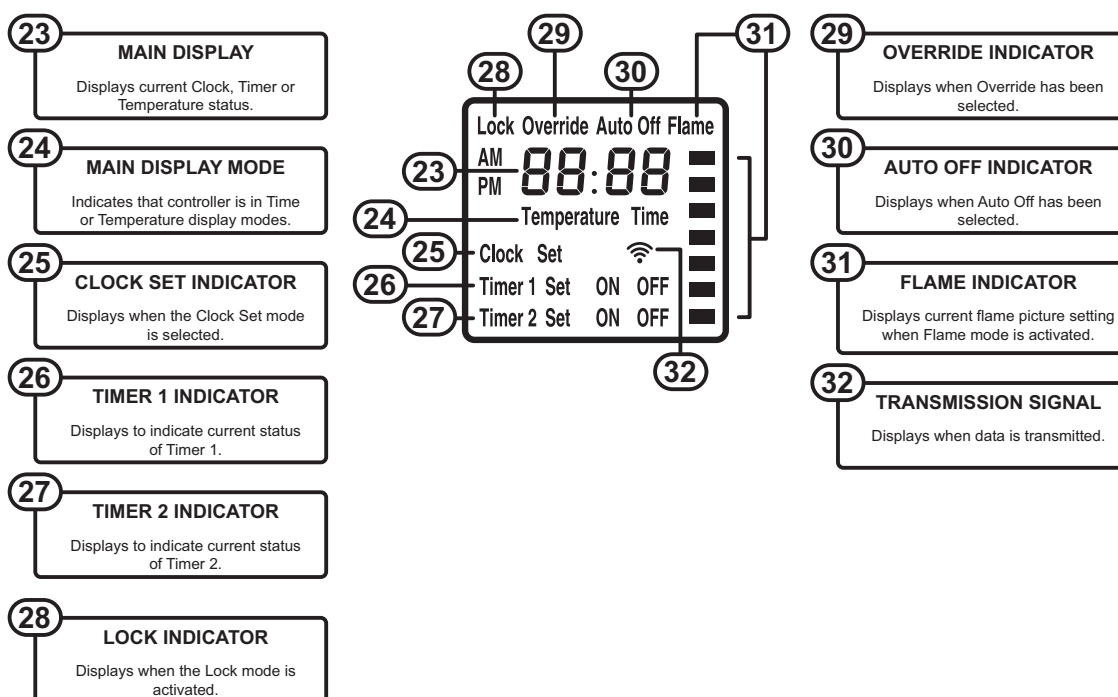 23
MAIN DISPLAY
Displays current Clock, Timer or
Temperature status.
24
MAIN DISPLAY MODE
Indicates that controller is in Time
or Temperature display modes.
25
CLOCK SET INDICATOR
Displays when the Clock Set mode
is selected.
26
TIMER 1 INDICATOR
Displays to indicate current status
of Timer 1.
27
TIMER 2 INDICATOR
Displays to indicate current status
of Timer 2.
28
LOCK INDICATOR
Displays when the Lock mode is
activated.
29
31
28
30
Lock Override Auto Off Flame
AM
23
88:88
PM
24
Temperature Time
25
Clock Set
26
Timer 1 Set ON OFF
27
Timer 2 Set ON OFF
32
29
OVERRIDE INDICATOR
Displays when Override has been
selected.
30
AUTO OFF INDICATOR
Displays when Auto Off has been
selected.
31
FLAME INDICATOR
Displays current flame picture setting
when Flame mode is activated.
32
TRANSMISSION SIGNAL
Displays when data is transmitted.